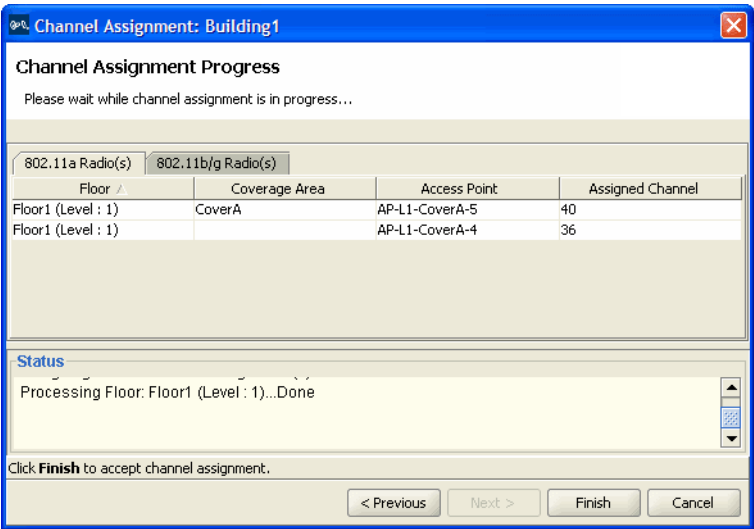 Channel Assignment: Building1
Channel Assignment Progress
Please wait while channel assignment is in progress...
802.11a Radio(s) 802.11b/g Radio(s)
Floor Coverage Area Access Point Assigned Channel
Floor1 (Level : 1) CoverA AP-L1-CoverA-5 40
Floor1 (Level : 1) AP-L1-CoverA-4 36
Status
Processing Floor: Floor1 (Level : 1)...Done
Click Finish to accept channel assignment.
< Previous Next > Finish Cancel